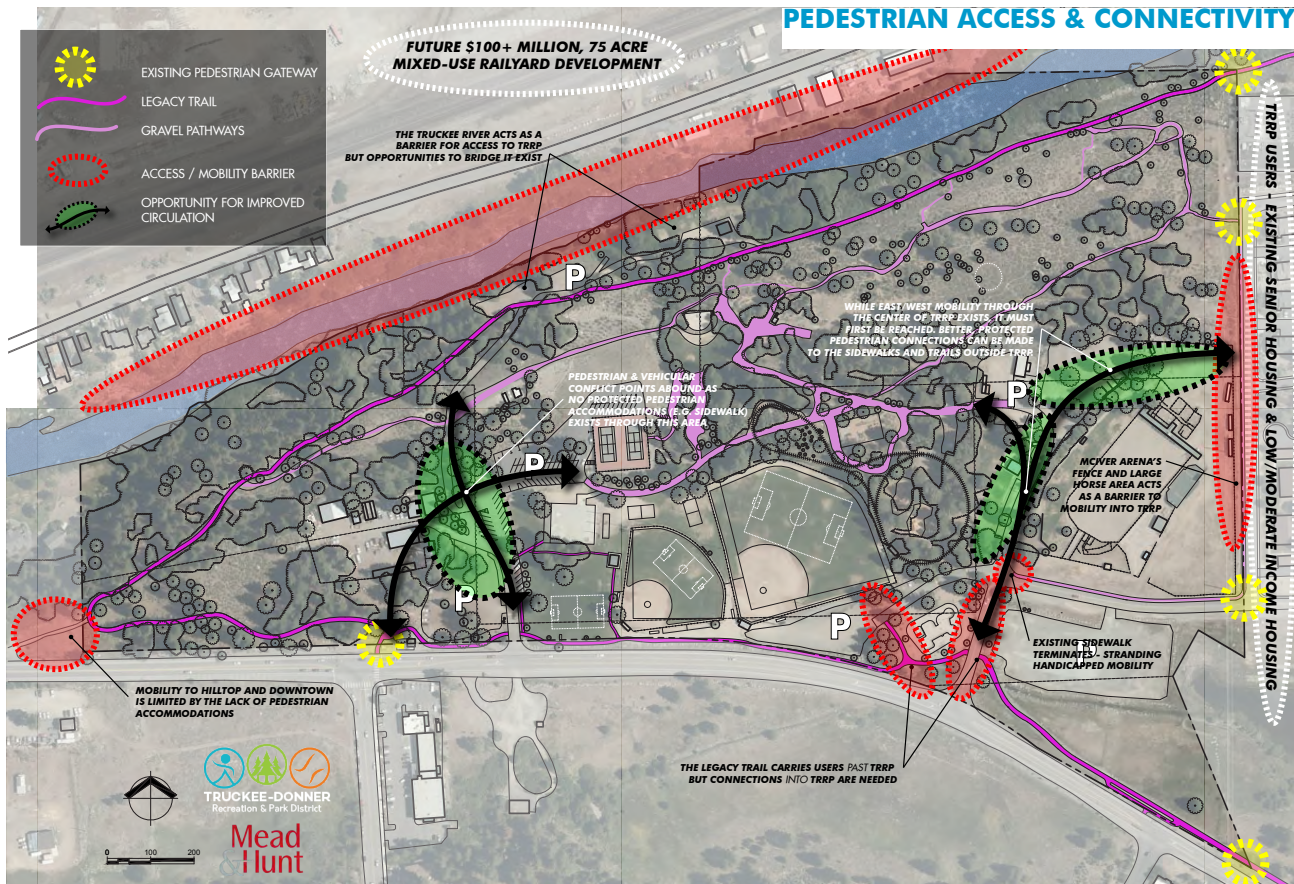 PEDESTRIAN ACCESS & CONNECTIVITY
EXISTING PEDESTRIAN GATEWAY
LEGACY TRAIL
GRAVEL PATHWAYS
ACCESS / MOBILITY BARRIER
OPPORTUNITY FOR IMPROVED
CIRCULATION
FUTURE $100+ MILLION, 75 ACRE
MIXED-USE RAILYARD DEVELOPMENT
THE TRUCKEE RIVER ACTS AS A
BARRIER FOR ACCESS TO TRRP
BUT OPPORTUNITIES TO BRIDGE IT EXIST
TRRP USERS - EXISTING SENIOR HOUSING & LOW/MODERATE INCOME HOUSING
P
WHILE EAST/WEST MOBILITY THROUGH
THE CENTER OF TRRP EXISTS, IT MUST
FIRST BE REACHED. BETTER, PROTECTED
PEDESTRIAN CONNECTIONS CAN BE MADE
TO THE SIDEWALKS AND TRAILS OUTSIDE TRRP
PEDESTRIAN & VEHICULAR
CONFLICT POINTS ABOUND AS
NO PROTECTED PEDESTRIAN
ACCOMMODATIONS (E.G. SIDEWALK)
EXISTS THROUGH THIS AREA
P
P
MCIVER ARENA'S
FENCE AND LARGE
HORSE AREA ACTS
AS A BARRIER TO
MOBILITY INTO TRRP
P
P
P
EXISTING SIDEWALK
TERMINATES - STRANDING
HANDICAPPED MOBILITY
MOBILITY TO HILLTOP AND DOWNTOWN
IS LIMITED BY THE LACK OF PEDESTRIAN
ACCOMMODATIONS
THE LEGACY TRAIL CARRIES USERS PAST TRRP
BUT CONNECTIONS INTO TRRP ARE NEEDED
TRUCKEE-DONNER
Recreation & Park District
Mead
Hunt
0 100 200